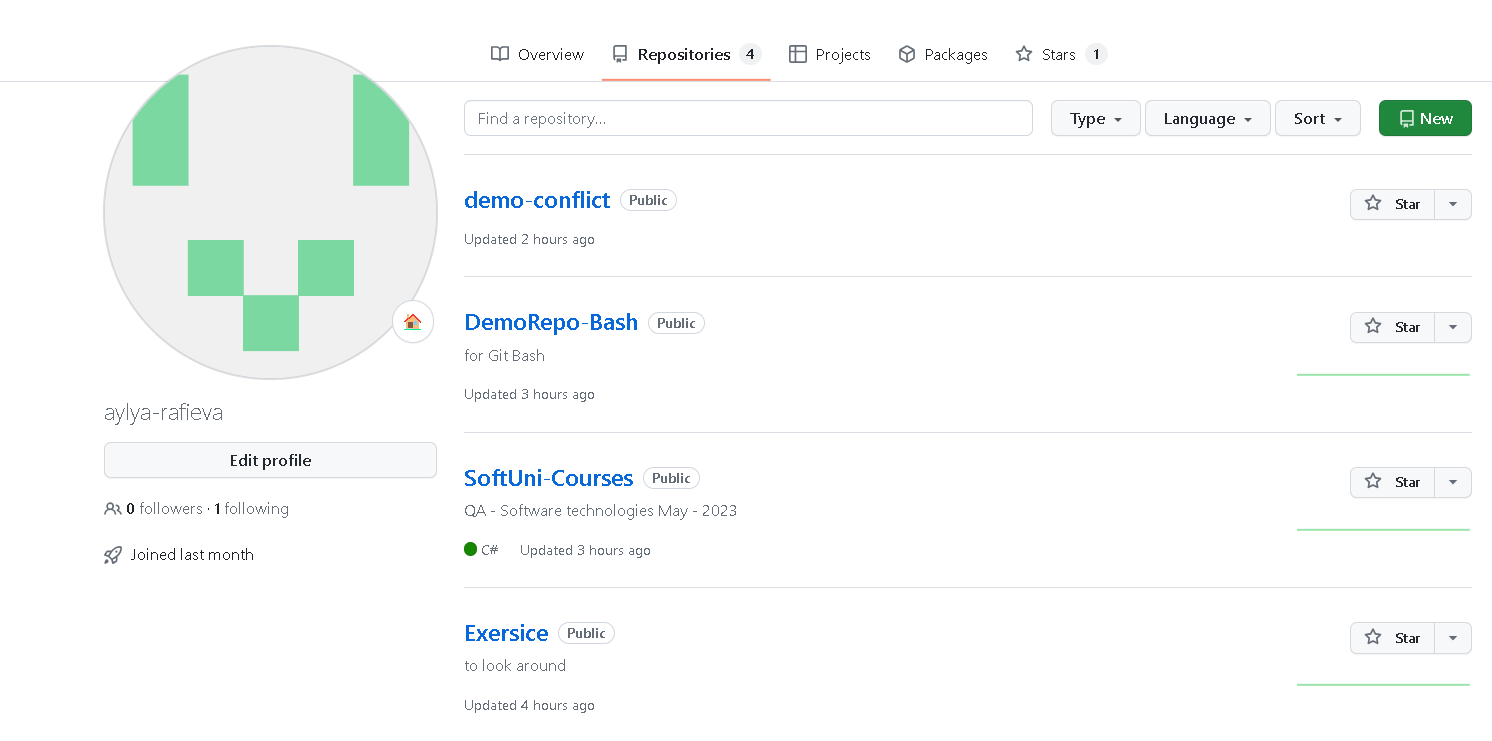 Overview Repositories 4 Projects Packages Stars 1
Find a repository... Type Language Sort New
demo-conflict Public Star
Updated 2 hours ago
DemoRepo-Bash Public Star
for Git Bash
Updated 3 hours ago
aylya-rafieva
Edit profile
0 followers · 1 following
Joined last month
SoftUni-Courses Public Star
QA - Software technologies May - 2023
C# Updated 3 hours ago
Exersice Public Star
to look around
Updated 4 hours ago